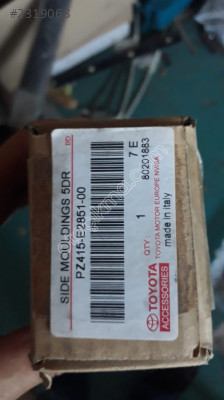 #7319063
SIDE MOULDINGS 5DR
PZ415-E2851-00
7 E
80201883
QTY 1
made in Italy
TOYOTA MOTOR EUROPE NV/SA
TOYOTA
ACCESSORIES